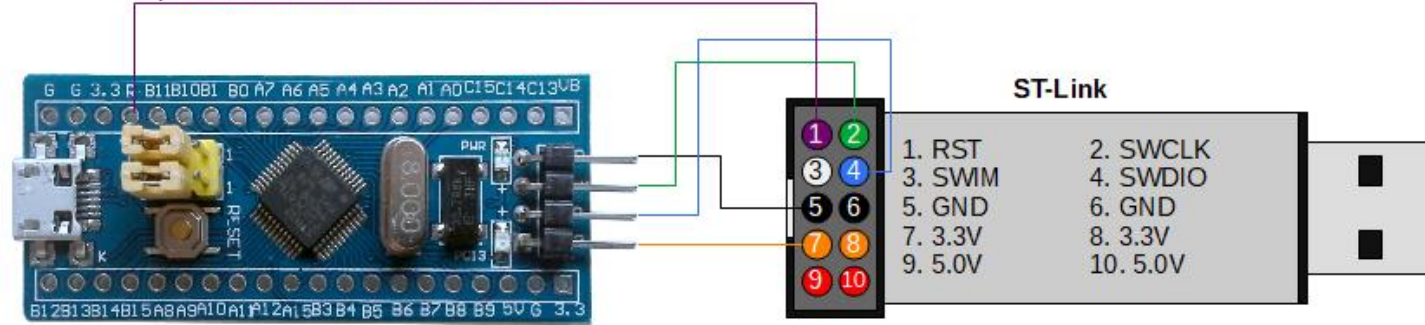 G G 3.3 R B11 B10 B1 B0 A7 A6 A5 A4 A3 A2 A1 A0 C15 C14 C13 VB
PWR
1
1
RESET
8.000
K
PC13
B12 B13 B14 B15 A8 A9 A10 A11 A12 A15 B3 B4 B5 B6 B7 B8 B9 5V G 3.3
ST-Link
1 2
3 4
5 6
7 8
9 10
1. RST 2. SWCLK
3. SWIM 4. SWDIO
5. GND 6. GND
7. 3.3V 8. 3.3V
9. 5.0V 10. 5.0V